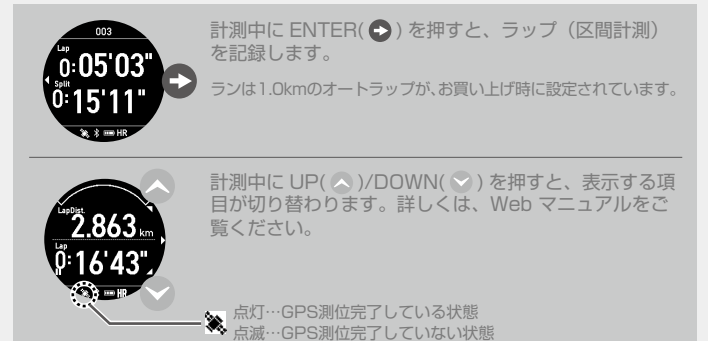 003
Lap
0:05'03"
Split
0:15'11"
HR
計測中に ENTER( ) を押すと、ラップ（区間計測）
を記録します。
ランは1.0kmのオートラップが、お買い上げ時に設定されています。
LapDist.
2.863 km
Lap
0:16'43"
HR
計測中に UP( )/DOWN( ) を押すと、表示する項
目が切り替わります。詳しくは、Web マニュアルをご
覧ください。
点灯…GPS測位完了している状態
点滅…GPS測位完了していない状態